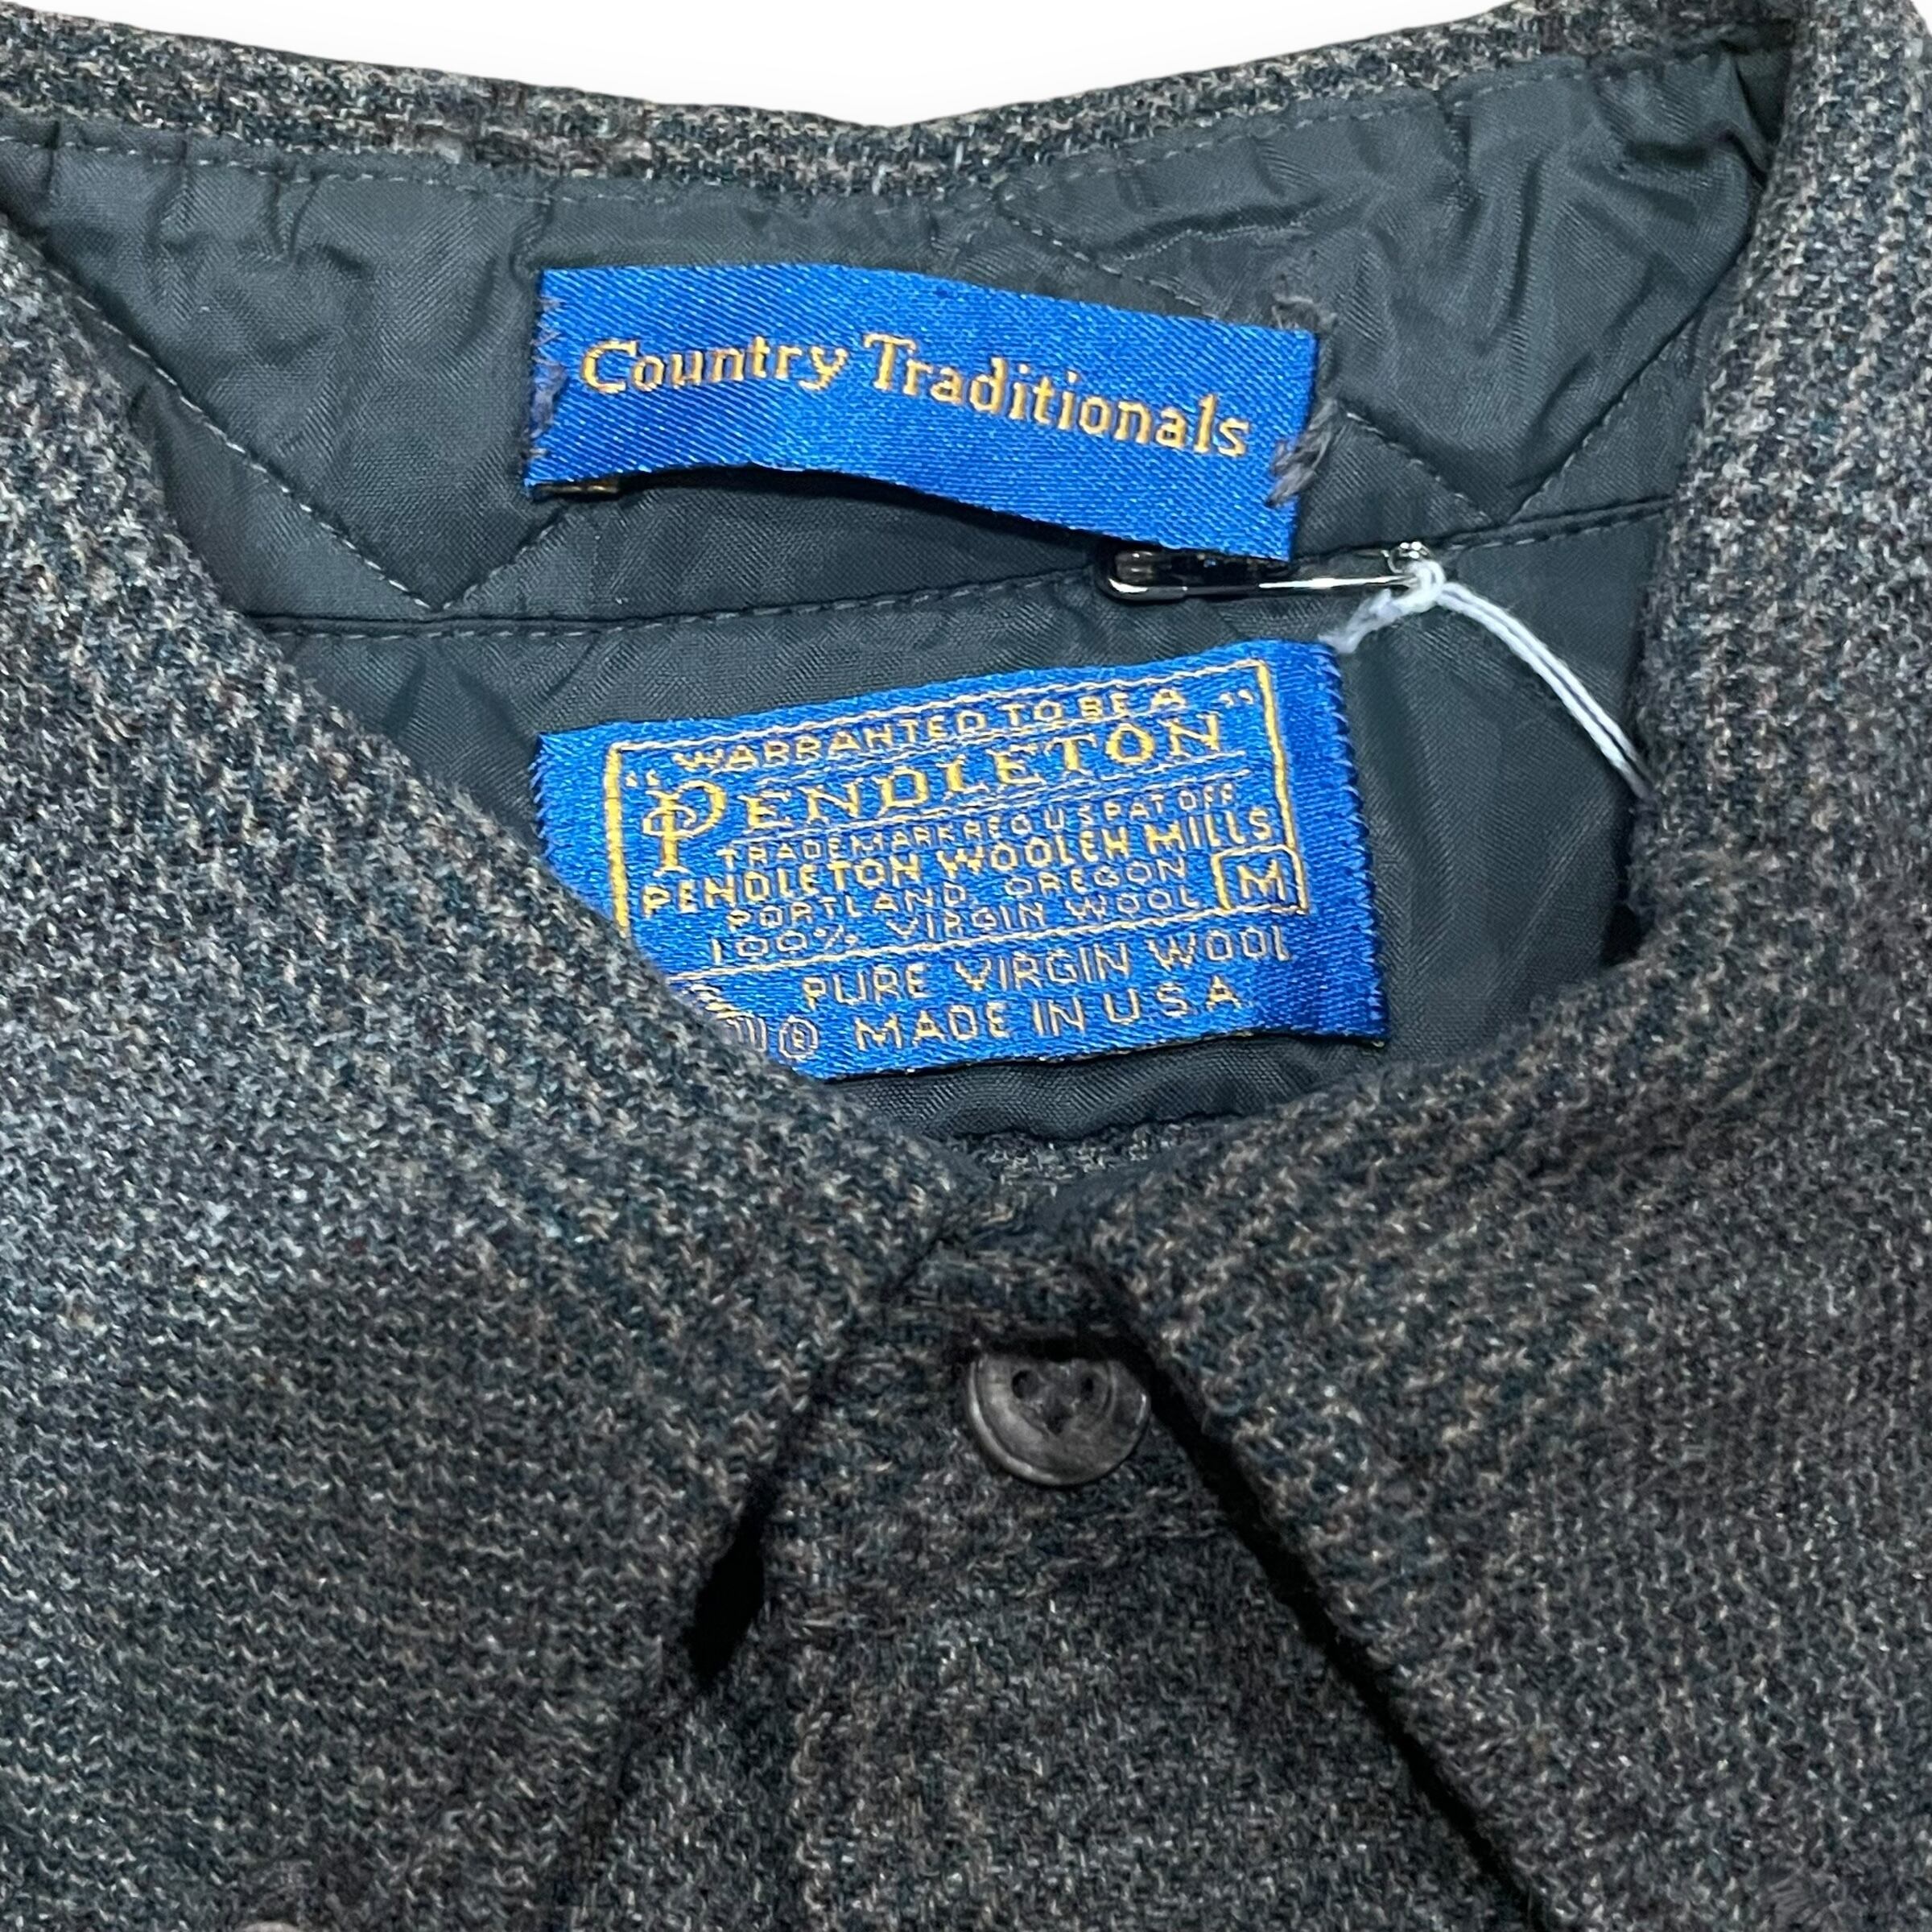 Country Traditionals
"WARRANTED TO BE A
PENDLETON"
TRADEMARK REG U S PAT OFF
PENDLETON WOOLEN MILLS
PORTLAND, OREGON
100% VIRGIN WOOL M
PURE VIRGIN WOOL
® MADE IN U.S.A.